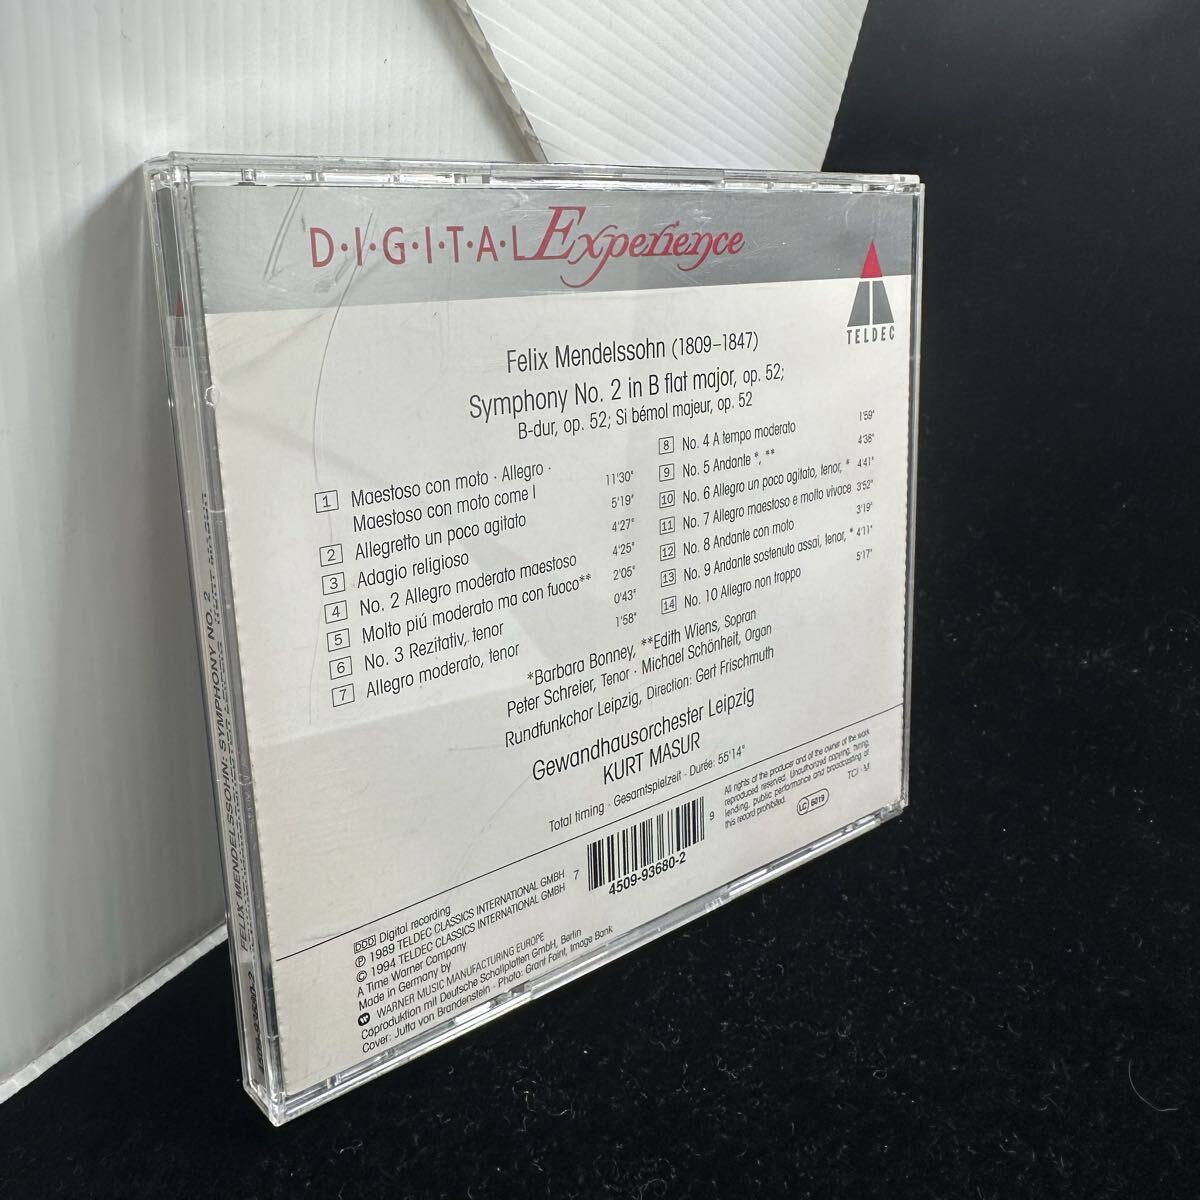 D·I·G·I·T·A·L Experience
TELDEC
Felix Mendelssohn (1809–1847)
Symphony No. 2 in B flat major, op. 52;
B-dur, op. 52; Si bémol majeur, op. 52
1 Maestoso con moto · Allegro ·
Maestoso con moto come I 11'30"
2 Allegretto un poco agitato 5'19"
3 Adagio religioso 4'27"
4 No. 2 Allegro moderato maestoso 4'25"
5 Molto piú moderato ma con fuoco** 2'05"
6 No. 3 Rezitativ, tenor 0'43"
7 Allegro moderato, tenor 1'58"
8 No. 4 A tempo moderato 1'59"
9 No. 5 Andante *, ** 4'38"
10 No. 6 Allegro un poco agitato, tenor, * 4'41"
11 No. 7 Allegro maestoso e molto vivace 3'52"
12 No. 8 Andante con moto 3'19"
13 No. 9 Andante sostenuto assai, tenor, * 4'11"
14 No. 10 Allegro non troppo 5'17"
*Barbara Bonney, **Edith Wiens, Sopran
Peter Schreier, Tenor · Michael Schönheit, Organ
Rundfunkchor Leipzig, Direction: Gert Frischmuth
Gewandhausorchester Leipzig
KURT MASUR
Total timing · Gesamtspielzeit · Durée: 55'14"
All rights of the producer and of the owner of the work
reproduced reserved. Unauthorized copying, hiring,
lending, public performance and broadcasting of
this record prohibited.
TCI - M
LC 6019
7 4509-93680-2 9
DDD Digital recording
℗ 1989 TELDEC CLASSICS INTERNATIONAL GMBH
© 1994 TELDEC CLASSICS INTERNATIONAL GMBH
A Time Warner Company
Made in Germany by
WARNER MUSIC MANUFACTURING EUROPE
Coproduktion mit Deutsche Schallplatten GmbH, Berlin
Cover: Jutta von Brandenstein · Photo: Grant Faint, Image Bank
FELIX MENDELSSOHN: SYMPHONY NO. 2